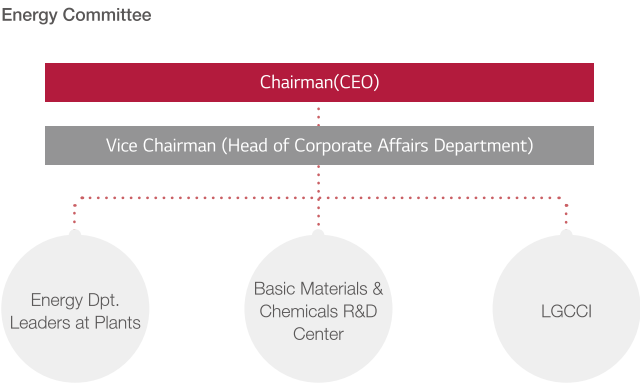 Energy Committee
Chairman(CEO)
Vice Chairman (Head of Corporate Affairs Department)
Energy Dpt.
Leaders at Plants
Basic Materials &
Chemicals R&D
Center
LGCCI